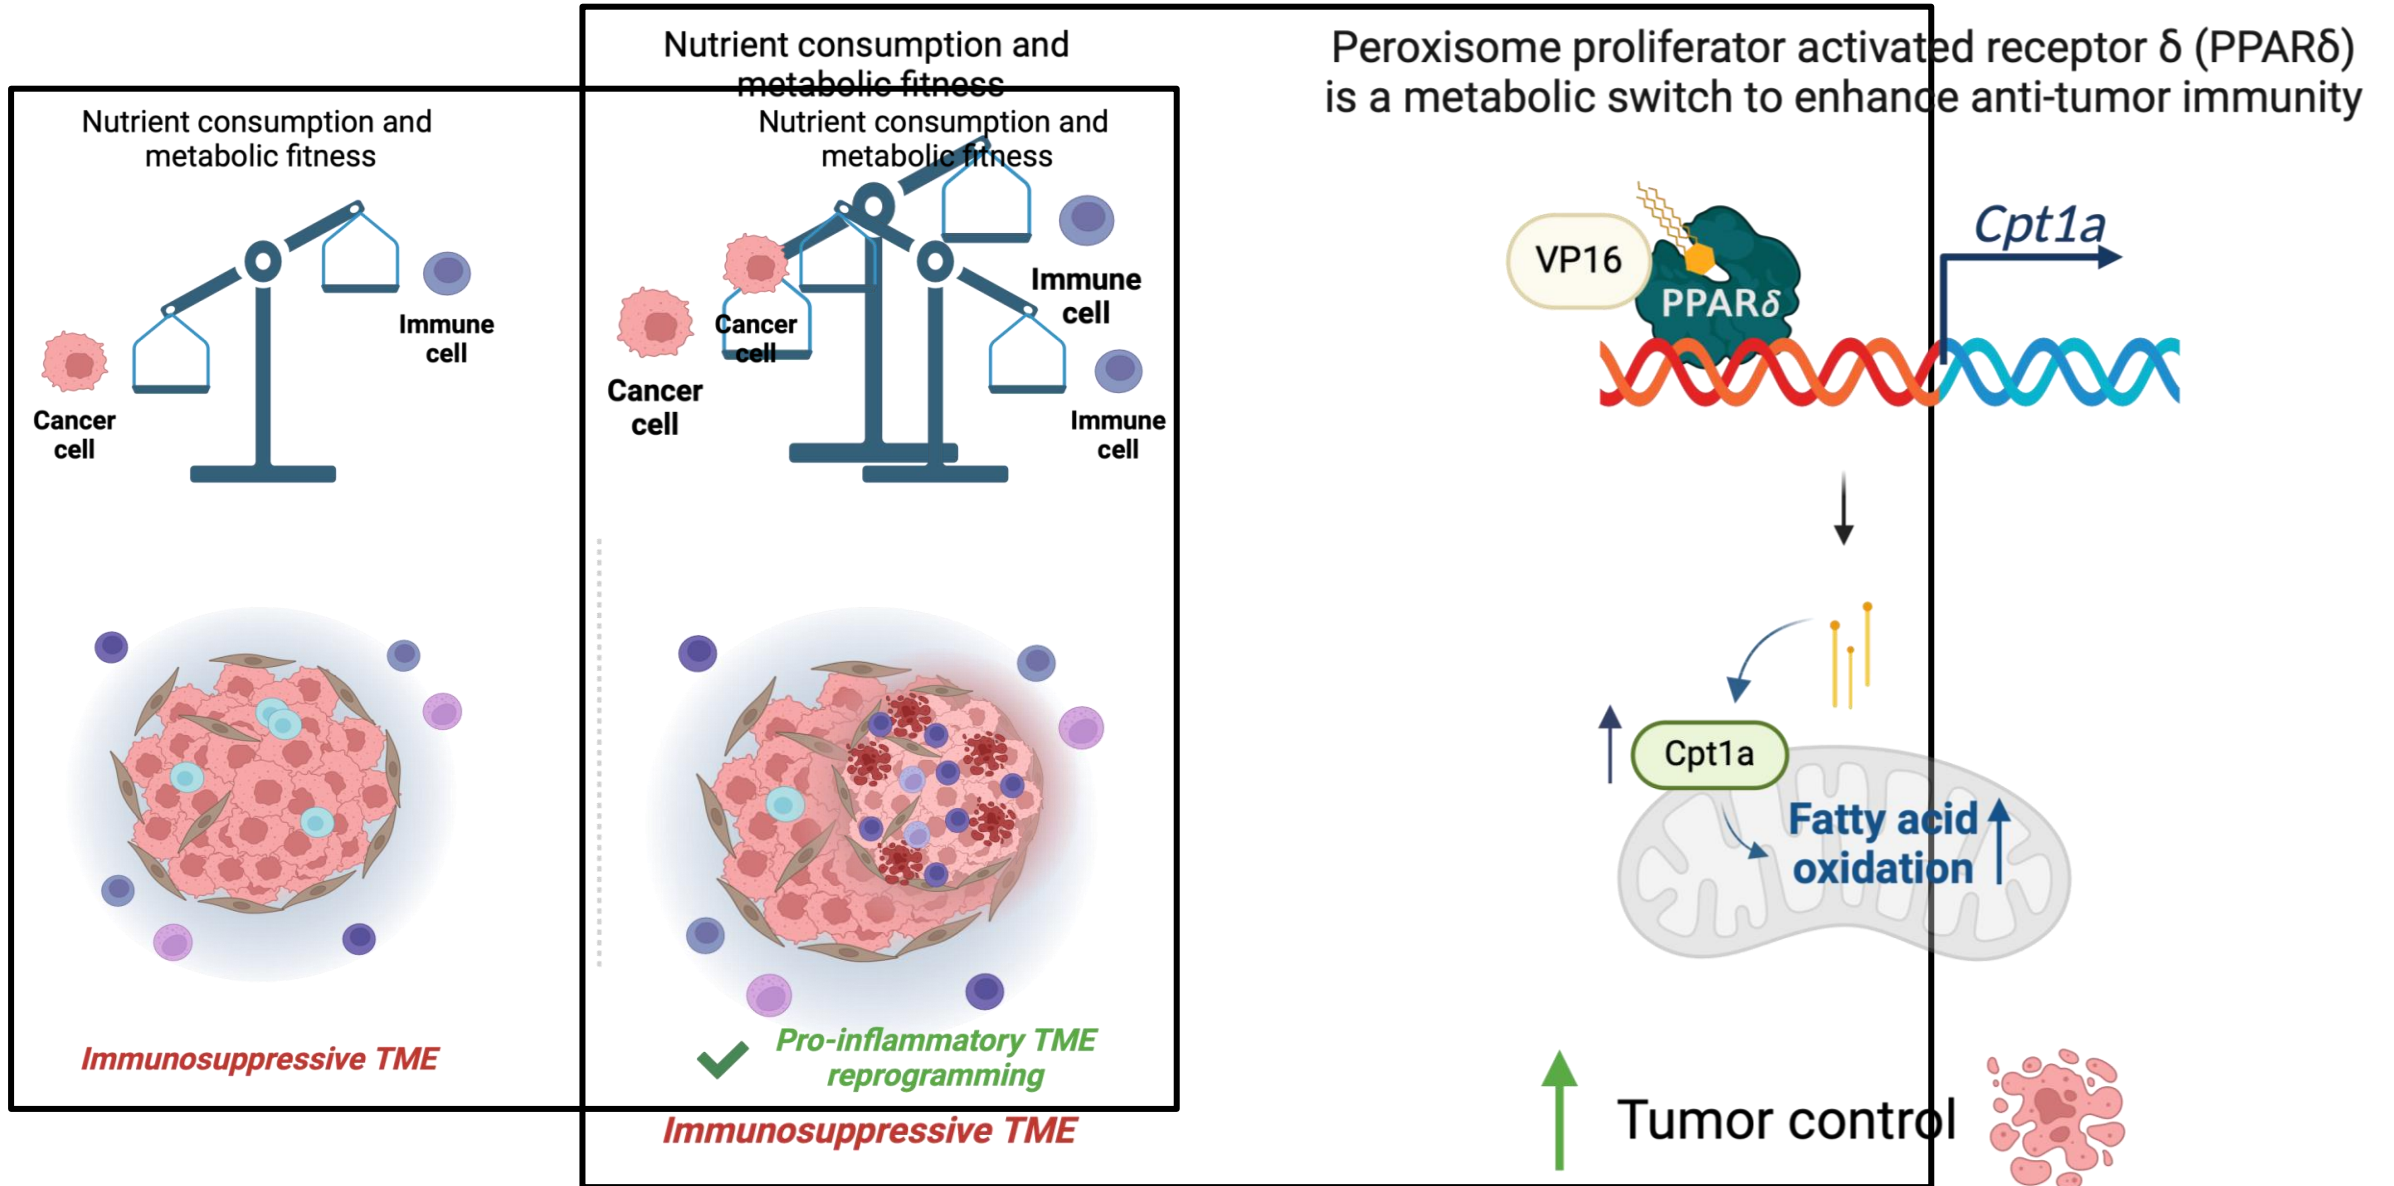 Nutrient consumption and
metabolic fitness
Immune
cell
Cancer
cell
Immunosuppressive TME
Nutrient consumption and
metabolic fitness
Nutrient consumption and
metabolic fitness
Immune
cell
Cancer
cell
Cancer
cell
Immune
cell
Pro-inflammatory TME
reprogramming
Immunosuppressive TME
Peroxisome proliferator activated receptor δ (PPARδ)
is a metabolic switch to enhance anti-tumor immunity
Cpt1a
VP16
PPARδ
Cpt1a
Fatty acid
oxidation
Tumor control